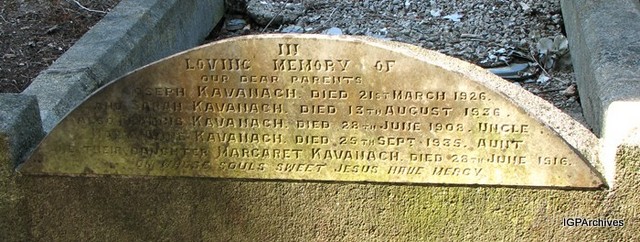 IN
LOVING MEMORY OF
OUR DEAR PARENTS
JOSEPH KAVANAGH. DIED 21ST MARCH 1926.
AND SARAH KAVANAGH. DIED 13TH AUGUST 1936.
KAVANAGH. DIED 28TH JUNE 1908. UNCLE.
KAVANAGH. DIED 25TH SEPT. 1935. AUNT
THEIR DAUGHTER MARGARET KAVANAGH. DIED 28TH JUNE 1916.
ON WHOSE SOULS SWEET JESUS HAVE MERCY.
IGPArchives